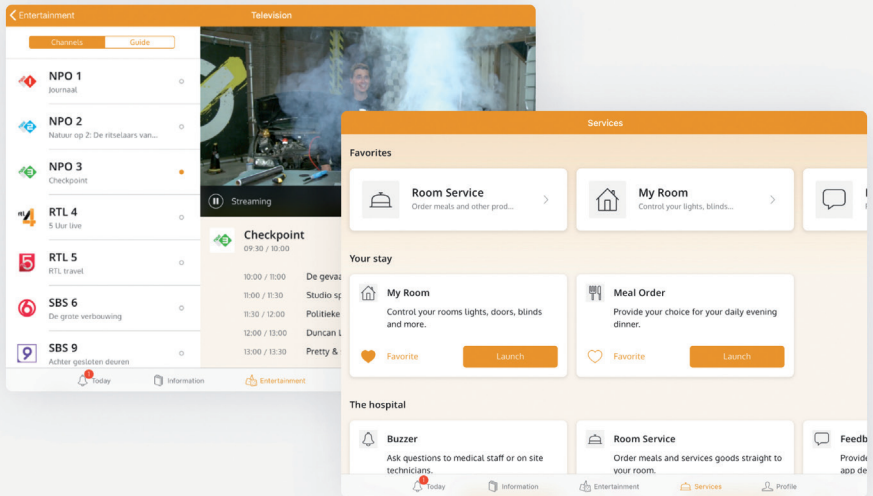 Entertainment
Television
Channels
Guide
NPO 1
Journaal
NPO 2
Natuur op 2: De ritselaars van...
NPO 3
Checkpoint
RTL 4
5 Uur live
RTL 5
RTL travel
SBS 6
De grote verbouwing
SBS 9
Achter gesloten deuren
Streaming
Checkpoint
09:30 / 10:00
10:00 / 11:00
11:00 / 11:30 Studio
11:30 / 12:00 Politieke
12:00 / 13:00 Duncan
13:00 / 13:30 Pretty &
1
Today
Information
Entertainment
Services
Favorites
Room Service
Order meals and other prod...
My Room
Control your lights, blinds...
Your stay
My Room
Control your rooms lights, doors, blinds
and more.
Favorite
Launch
Meal Order
Provide your choice for your daily evening
dinner.
Favorite
Launch
The hospital
Buzzer
Ask questions to medical staff or on site
technicians.
Room Service
Order meals and services goods straight to
your room.
Feedb
Provide
app de
1
Today
Information
Entertainment
Services
Profile